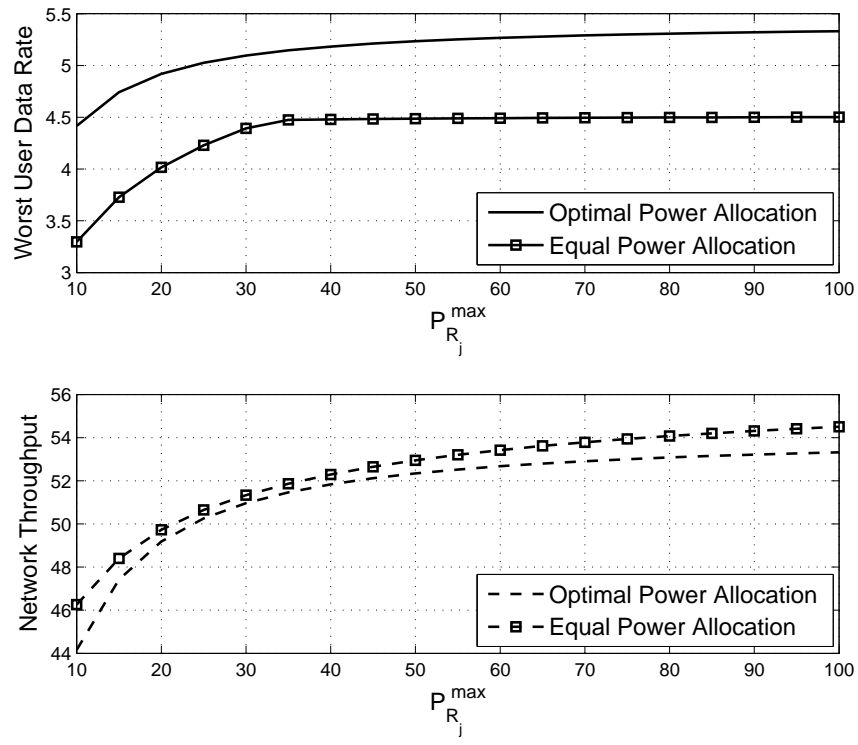 5.5
5
4.5
4
3.5
3
Worst User Data Rate
Optimal Power Allocation
Equal Power Allocation
10 20 30 40 50 60 70 80 90 100
P_{R_j}^{max}
56
54
52
50
48
46
44
Network Throughput
Optimal Power Allocation
Equal Power Allocation
10 20 30 40 50 60 70 80 90 100
P_{R_j}^{max}